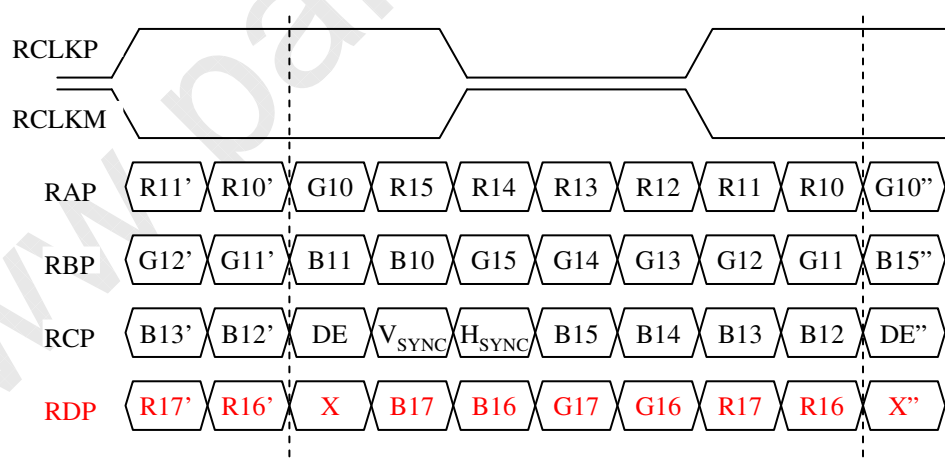 RCLKP
RCLKM
RAP R11’ R10’ G10 R15 R14 R13 R12 R11 R10 G10”
RBP G12’ G11’ B11 B10 G15 G14 G13 G12 G11 B15”
RCP B13’ B12’ DE VSYNC HSYNC B15 B14 B13 B12 DE”
RDP R17’ R16’ X B17 B16 G17 G16 R17 R16 X”